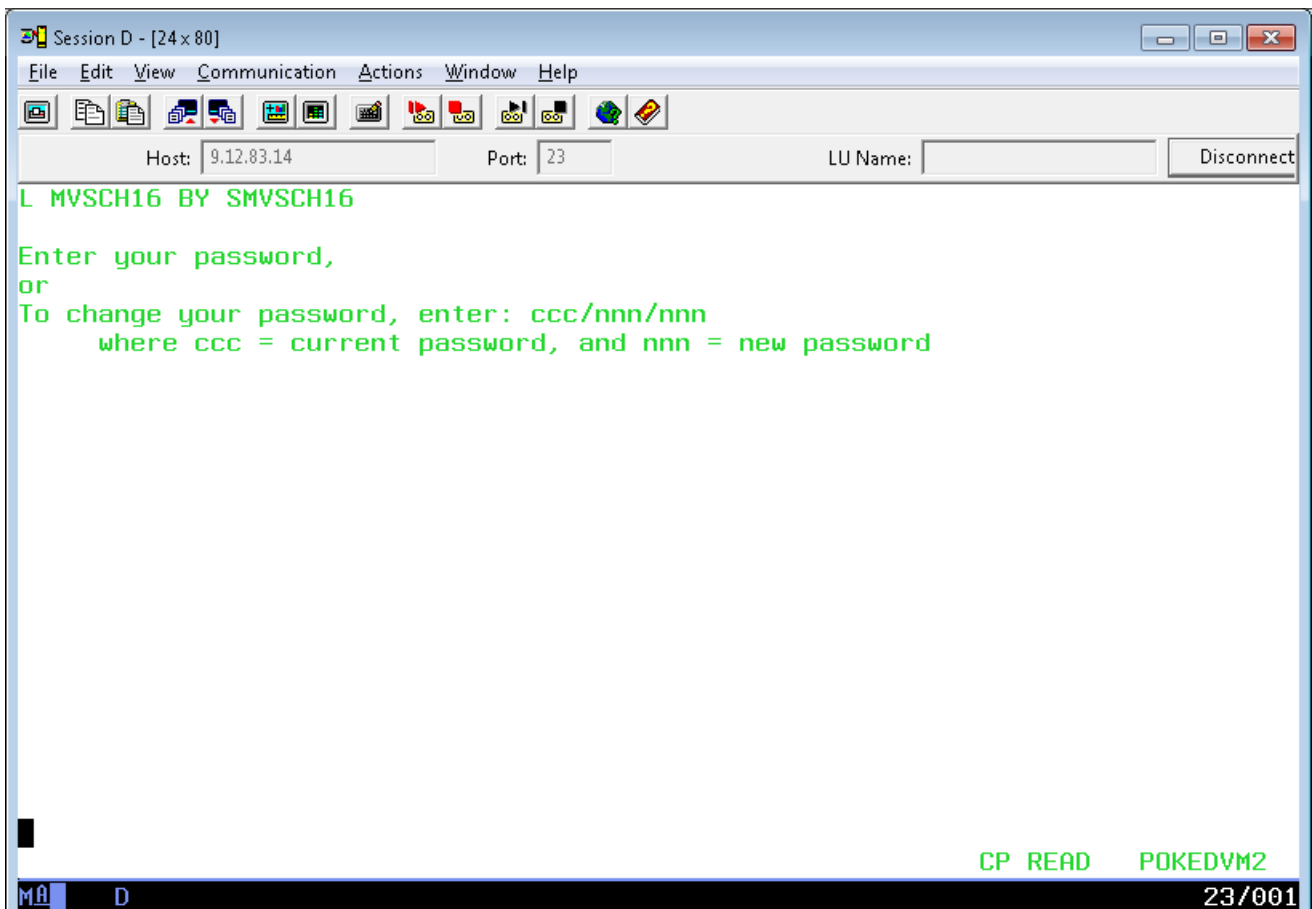 Session D - [24 x 80]
File Edit View Communication Actions Window Help
Host: 9.12.83.14 Port: 23 LU Name: Disconnect
L MVSCH16 BY SMVSCH16
Enter your password,
or
To change your password, enter: ccc/nnn/nnn
where ccc = current password, and nnn = new password
CP READ POKEDVM2
MA D 23/001